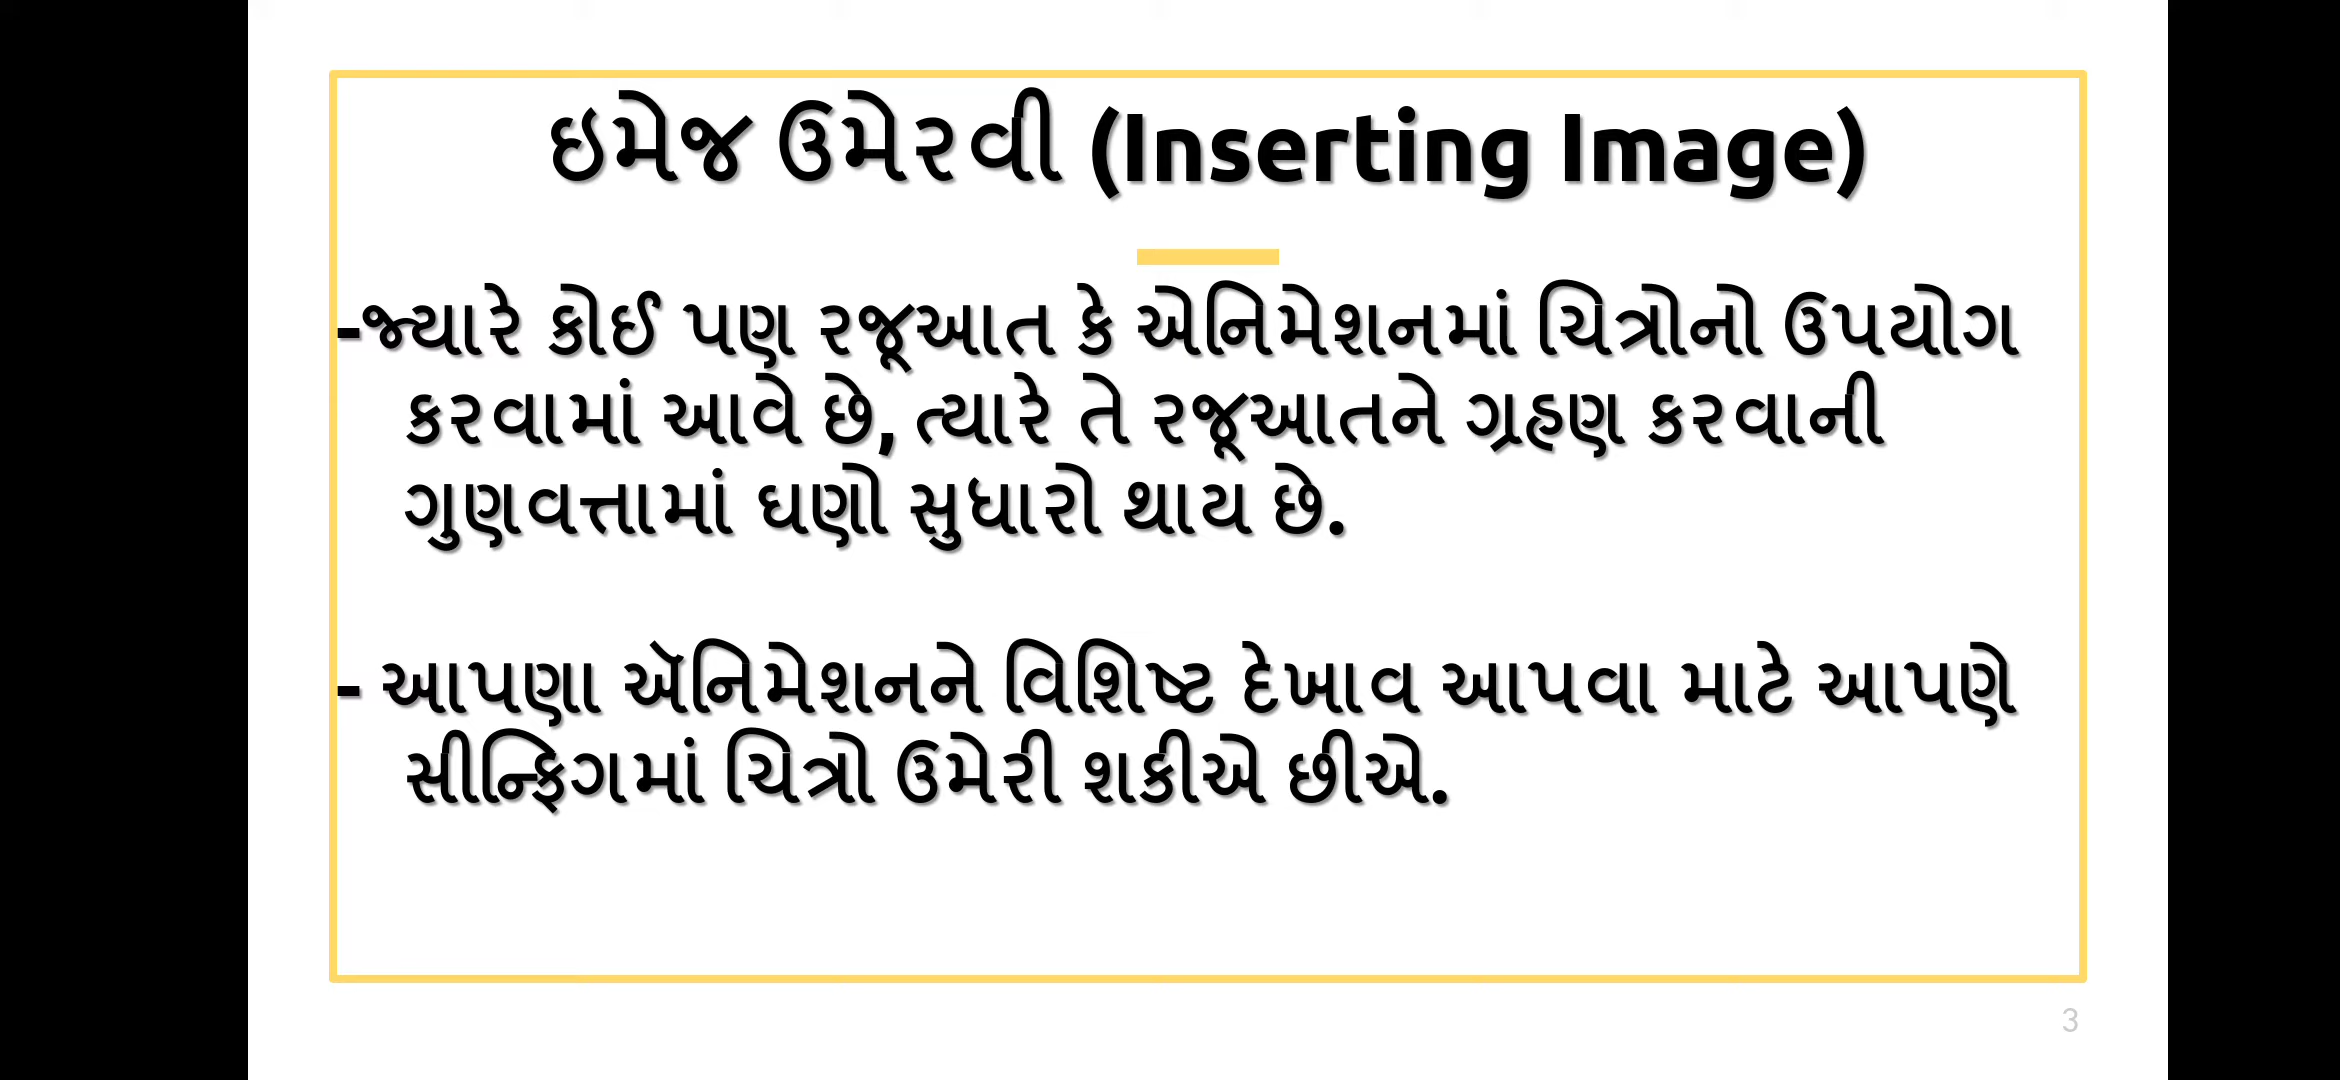 ઇમેજ ઉમેરવી (Inserting Image)
-જ્યારે કોઈ પણ રજૂઆત કે એનિમેશનમાં ચિત્રોનો ઉપયોગ
કરવામાં આવે છે, ત્યારે તે રજૂઆતને ગ્રહણ કરવાની
ગુણવત્તામાં ઘણો સુધારો થાય છે.
- આપણા ઍનિમેશનને વિશિષ્ટ દેખાવ આપવા માટે આપણે
સીન્ફિગમાં ચિત્રો ઉમેરી શકીએ છીએ.
3